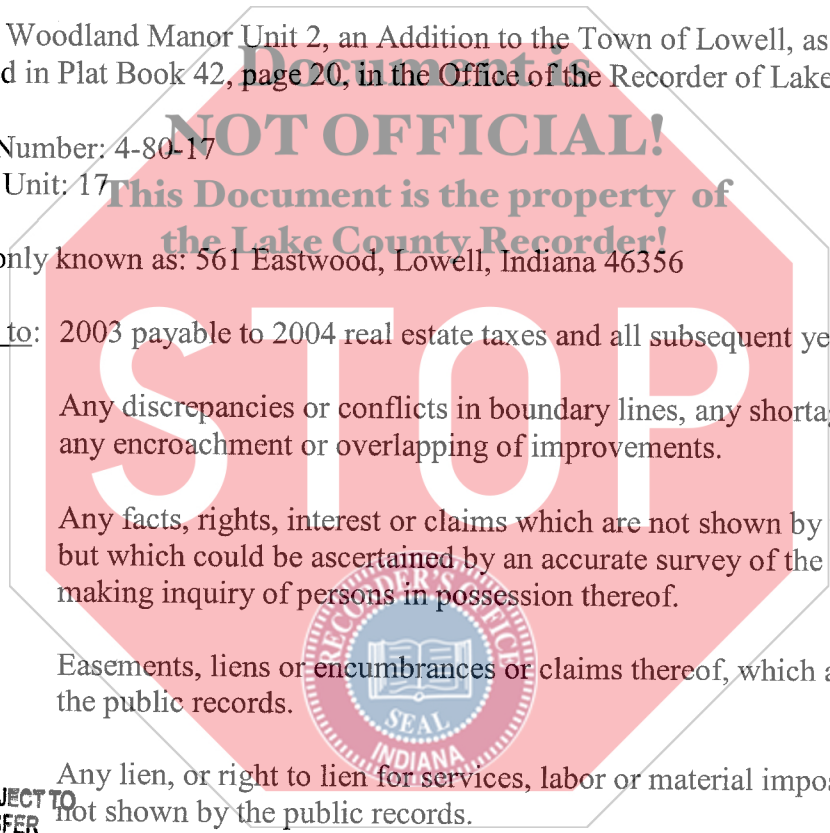 Woodland Manor Unit 2, an Addition to the Town of Lowell, as
d in Plat Book 42, page 20, in the Office of the Recorder of Lake
Document is
NOT OFFICIAL!
Number: 4-80-17
Unit: 17
This Document is the property of
the Lake County Recorder!
only known as: 561 Eastwood, Lowell, Indiana 46356
STOP
to: 2003 payable to 2004 real estate taxes and all subsequent ye
Any discrepancies or conflicts in boundary lines, any shortag
any encroachment or overlapping of improvements.
Any facts, rights, interest or claims which are not shown by
but which could be ascertained by an accurate survey of the
making inquiry of persons in possession thereof.
RECORDER'S OFFICE
SEAL
INDIANA
Easements, liens or encumbrances or claims thereof, which a
the public records.
Any lien, or right to lien for services, labor or material impos
not shown by the public records.
JECT TO
SFER